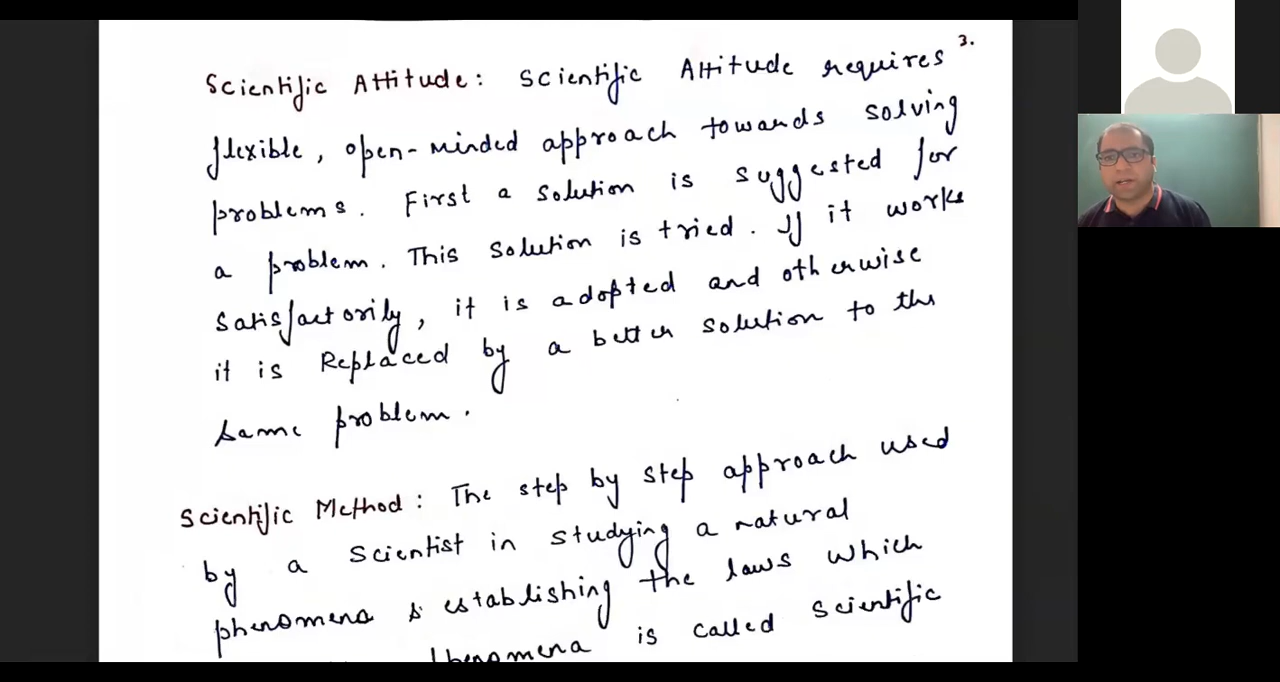 3.
Scientific Attitude: Scientific Attitude requires
flexible, open-minded approach towards solving
problems. First a solution is suggested for
a problem. This solution is tried. If it works
satisfactorily, it is adopted and otherwise
it is Replaced by a better solution to the
same problem.
Scientific Method: The step by step approach used
by a scientist in studying a natural
phenomena & establishing the laws which
phenomena is called scientific